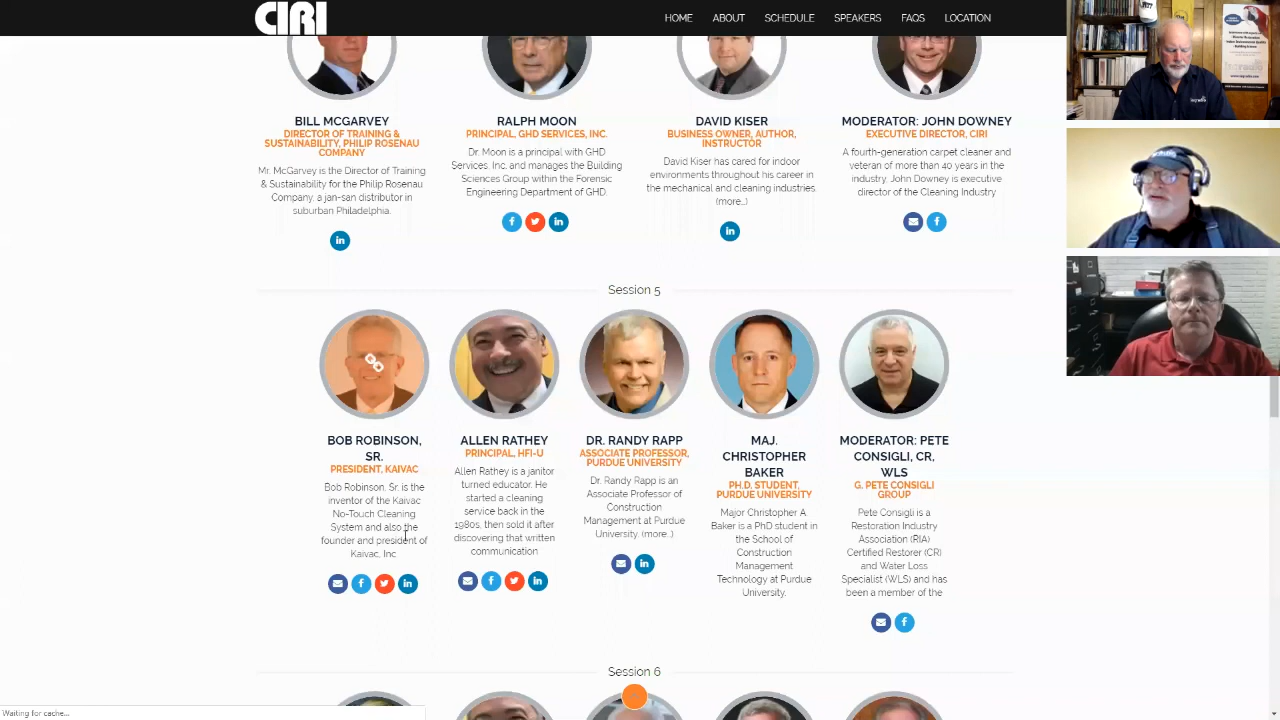 CIRI
HOME ABOUT SCHEDULE SPEAKERS FAQS LOCATION
BILL MCGARVEY
DIRECTOR OF TRAINING &
SUSTAINABILITY, PHILIP ROSENAU
COMPANY
Mr. McGarvey is the Director of Training
& Sustainability for the Philip Rosenau
Company, a jan-san distributor in
suburban Philadelphia.
RALPH MOON
PRINCIPAL, GHD SERVICES, INC.
Dr. Moon is a principal with GHD
Services, Inc, and manages the Building
Sciences Group within the Forensic
Engineering Department of GHD.
DAVID KISER
BUSINESS OWNER, AUTHOR,
INSTRUCTOR
David Kiser has cared for indoor
environments throughout his career in
the mechanical and cleaning industries.
(more...)
MODERATOR: JOHN DOWNEY
EXECUTIVE DIRECTOR, CIRI
A fourth-generation carpet cleaner and
veteran of more than 40 years in the
industry, John Downey is executive
director of the Cleaning Industry
Session 5
BOB ROBINSON,
SR.
PRESIDENT, KAIVAC
Bob Robinson, Sr. is the
inventor of the Kaivac
No-Touch Cleaning
System and also the
founder and president of
Kaivac, Inc
ALLEN RATHEY
PRINCIPAL, HFI-U
Allen Rathey is a janitor
turned educator. He
started a cleaning
service back in the
1980s, then sold it after
discovering that written
communication
DR. RANDY RAPP
ASSOCIATE PROFESSOR,
PURDUE UNIVERSITY
Dr. Randy Rapp is an
Associate Professor of
Construction
Management at Purdue
University. (more...)
MAJ.
CHRISTOPHER
BAKER
PH.D. STUDENT,
PURDUE UNIVERSITY
Major Christopher A.
Baker is a PhD student in
the School of
Construction
Management
Technology at Purdue
University,
MODERATOR: PETE
CONSIGLI, CR,
WLS
G. PETE CONSIGLI
GROUP
Pete Consigli is a
Restoration Industry
Association (RIA)
Certified Restorer (CR)
and Water Loss
Specialist (WLS) and has
been a member of the
Session 6
Waiting for cache...